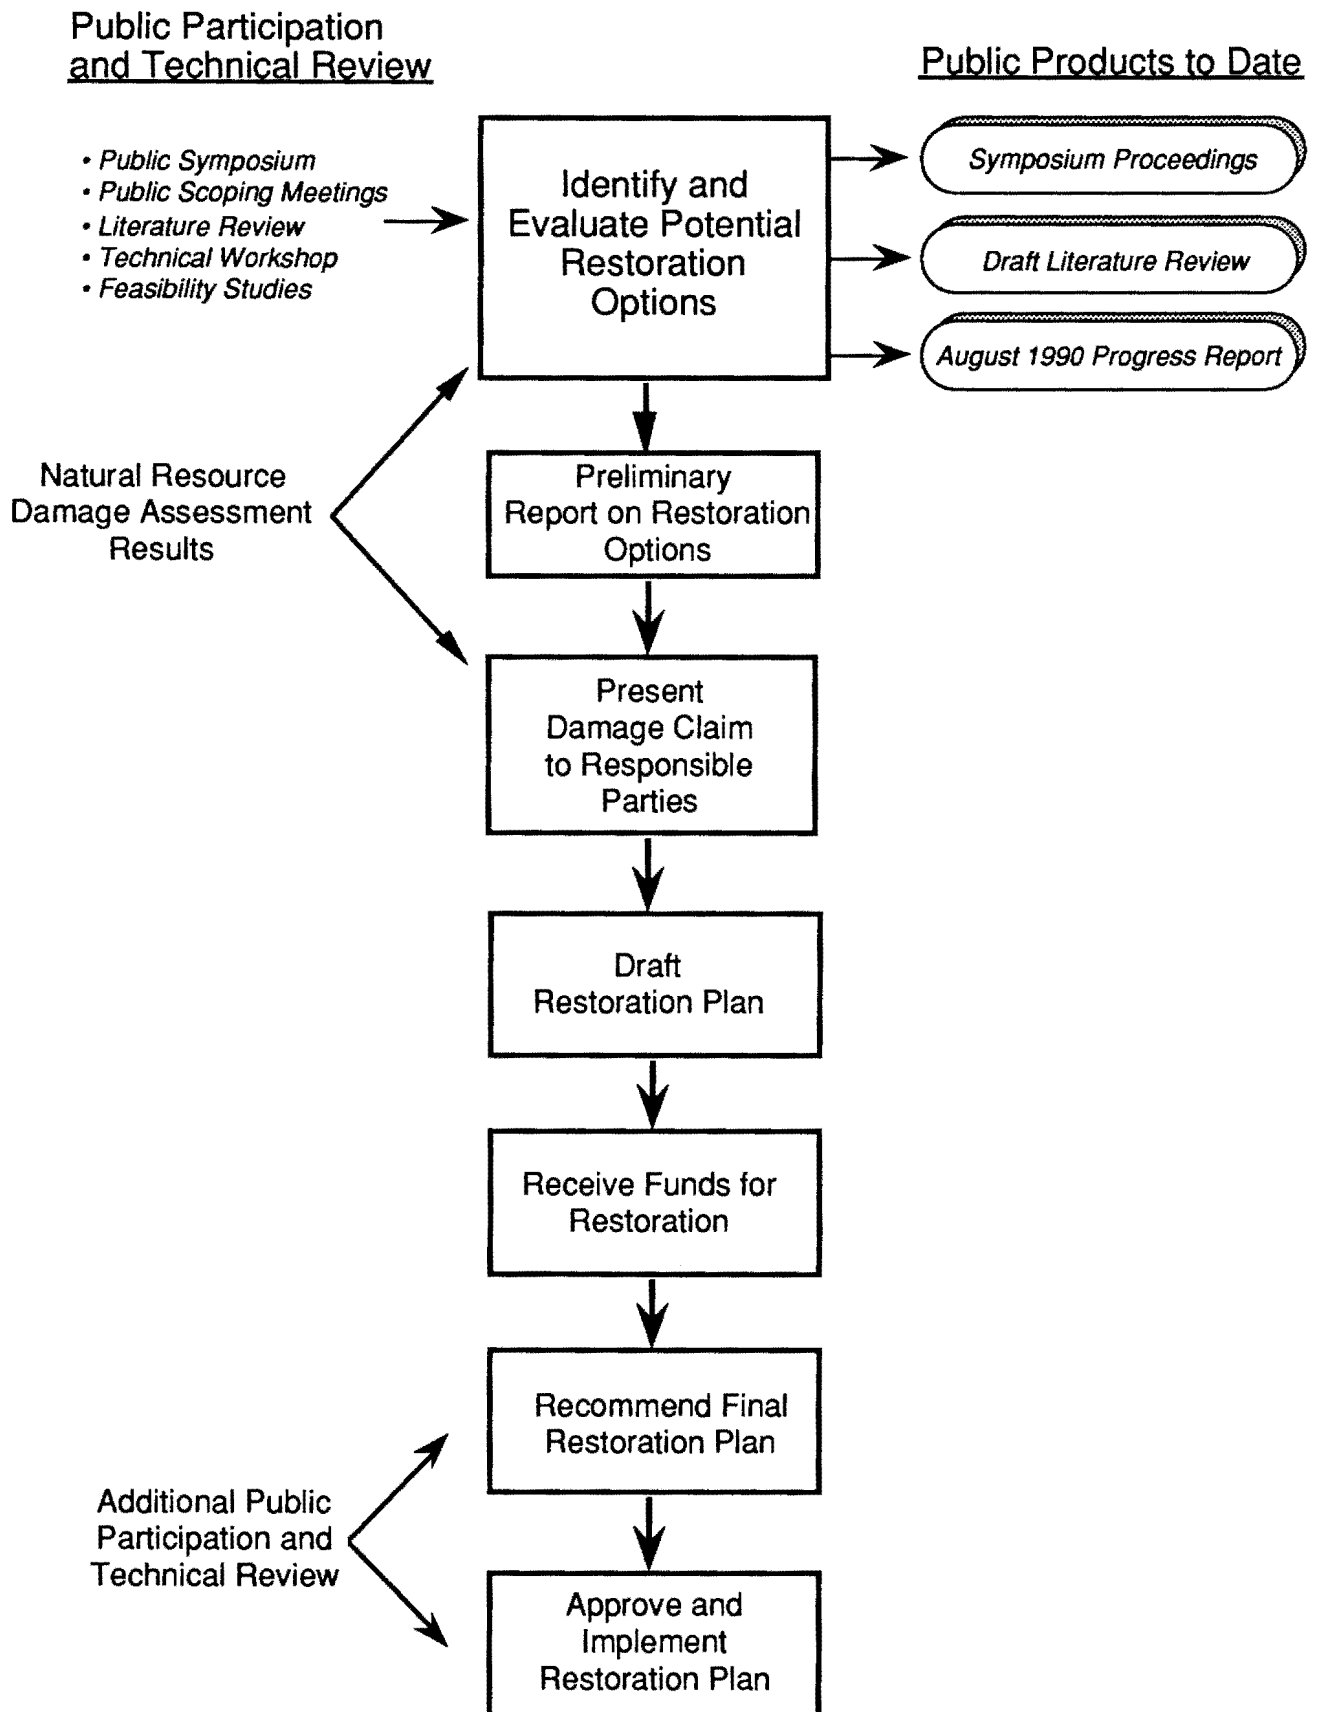 Public Participation
and Technical Review
Public Products to Date
• Public Symposium
• Public Scoping Meetings
• Literature Review
• Technical Workshop
• Feasibility Studies
Identify and
Evaluate Potential
Restoration
Options
Symposium Proceedings
Draft Literature Review
August 1990 Progress Report
Natural Resource
Damage Assessment
Results
Preliminary
Report on Restoration
Options
Present
Damage Claim
to Responsible
Parties
Draft
Restoration Plan
Receive Funds for
Restoration
Recommend Final
Restoration Plan
Additional Public
Participation and
Technical Review
Approve and
Implement
Restoration Plan